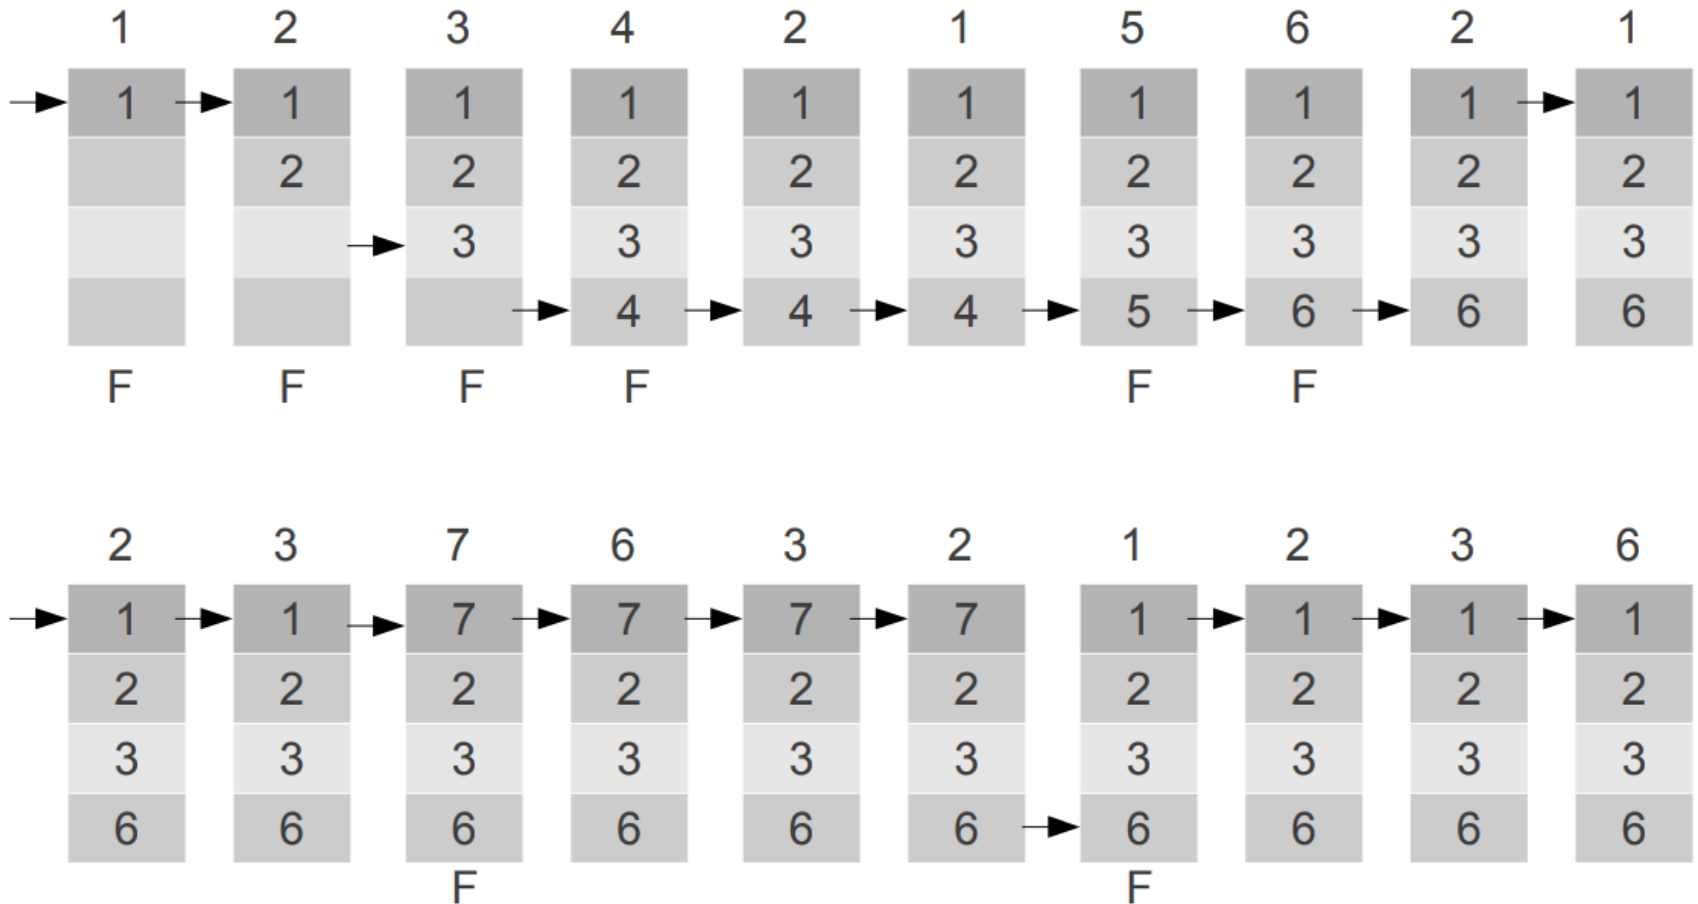 1 2 3 4 2 1 5 6 2 1
1 1 1 1 1 1 1 1 1 1
2 2 2 2 2 2 2 2 2
3 3 3 3 3 3 3 3
4 4 4 5 6 6 6
F F F F F F
2 3 7 6 3 2 1 2 3 6
1 1 7 7 7 7 1 1 1 1
2 2 2 2 2 2 2 2 2 2
3 3 3 3 3 3 3 3 3 3
6 6 6 6 6 6 6 6 6 6
F F